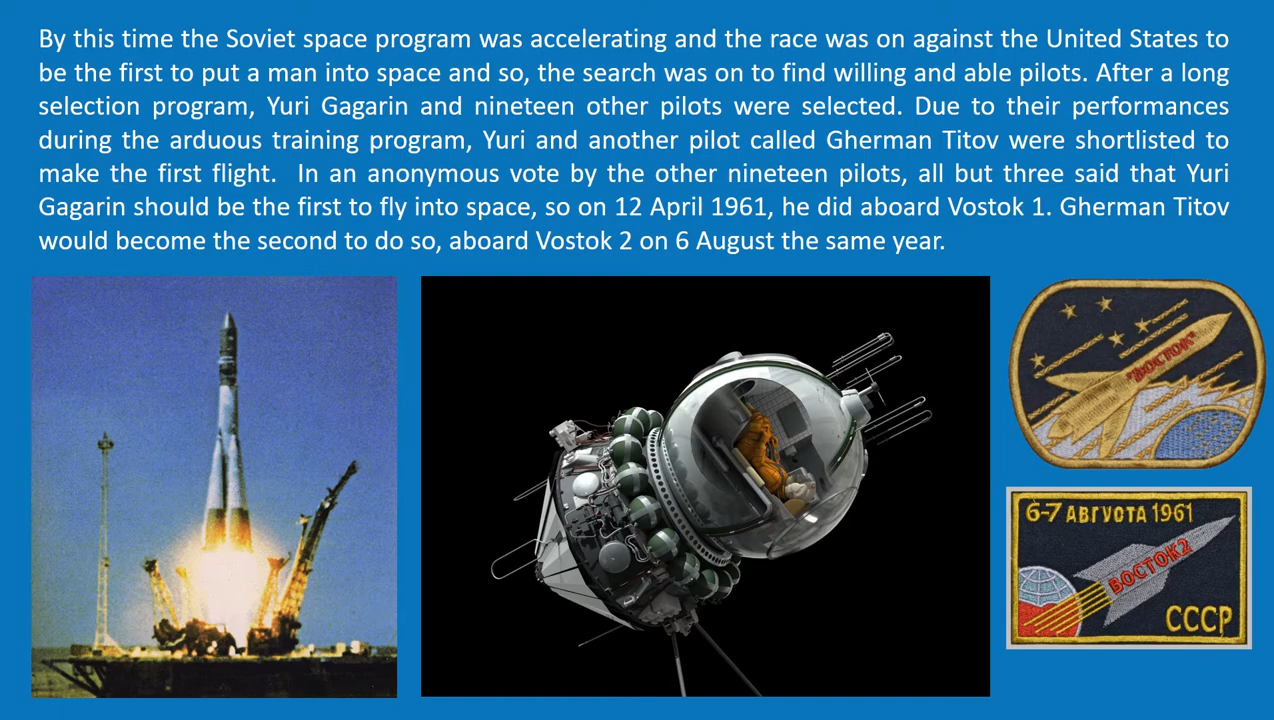 By this time the Soviet space program was accelerating and the race was on against the United States to
be the first to put a man into space and so, the search was on to find willing and able pilots. After a long
selection program, Yuri Gagarin and nineteen other pilots were selected. Due to their performances
during the arduous training program, Yuri and another pilot called Gherman Titov were shortlisted to
make the first flight.  In an anonymous vote by the other nineteen pilots, all but three said that Yuri
Gagarin should be the first to fly into space, so on 12 April 1961, he did aboard Vostok 1. Gherman Titov
would become the second to do so, aboard Vostok 2 on 6 August the same year.
"ВОСТОК"
6-7 АВГУСТА 1961
ВОСТОК2
СССР